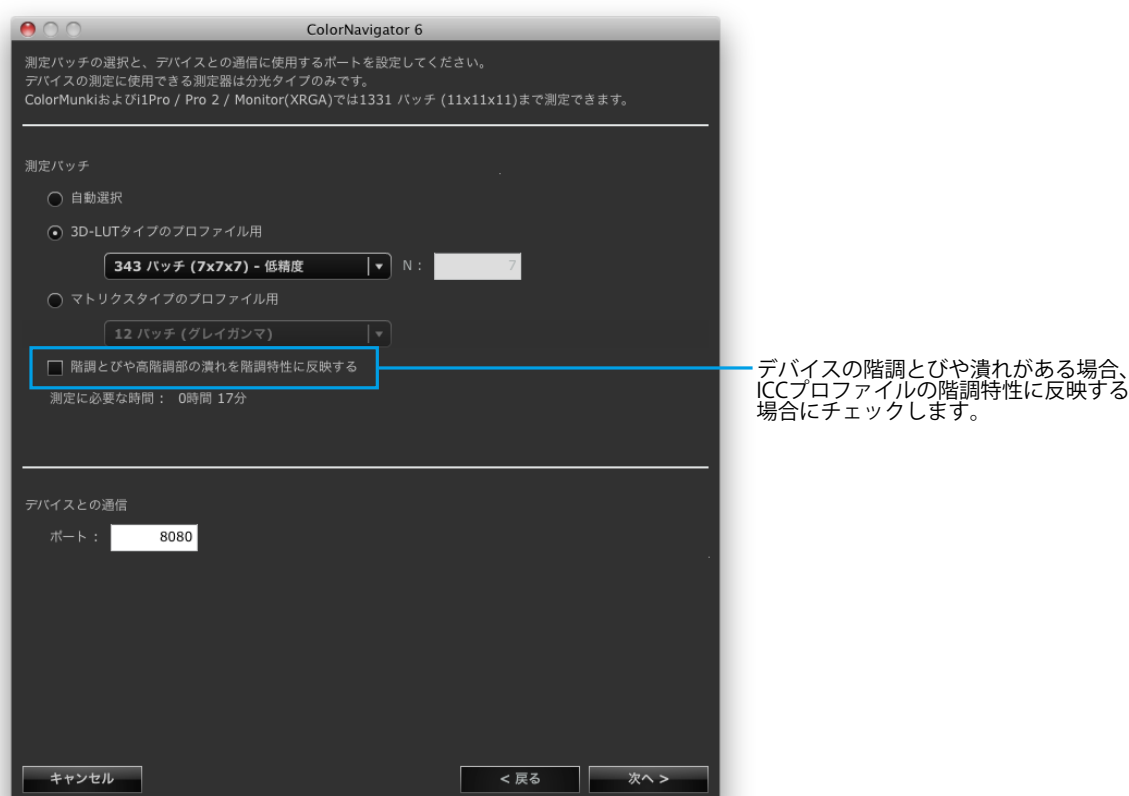 ColorNavigator 6
測定パッチの選択と、デバイスとの通信に使用するポートを設定してください。
デバイスの測定に使用できる測定器は分光タイプのみです。
ColorMunkiおよびi1Pro / Pro 2 / Monitor(XRGA)では1331 パッチ (11x11x11)まで測定できます。
測定パッチ
自動選択
3D-LUTタイプのプロファイル用
343 パッチ (7x7x7) - 低精度 N : 7
マトリクスタイプのプロファイル用
12 パッチ (グレイガンマ)
階調とびや高階調部の潰れを階調特性に反映する
測定に必要な時間 : 0時間 17分
デバイスの階調とびや潰れがある場合、
ICCプロファイルの階調特性に反映する
場合にチェックします。
デバイスとの通信
ポート : 8080
キャンセル < 戻る 次へ >